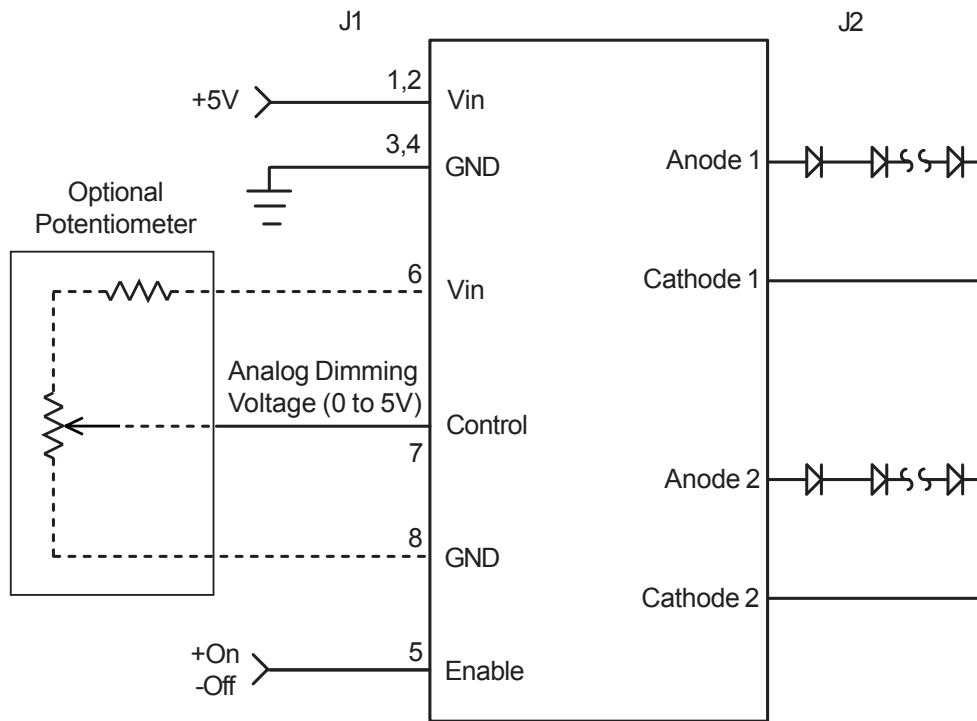 J1
J2
1,2
+5V
Vin
3,4
GND
Anode 1
Optional
Potentiometer
6
Vin
Cathode 1
Analog Dimming
Voltage (0 to 5V)
Control
7
Anode 2
8
GND
Cathode 2
+On
-Off
5
Enable